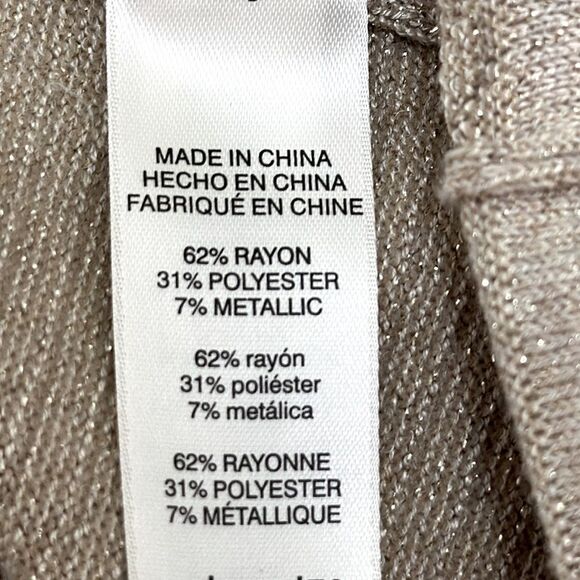 MADE IN CHINA
HECHO EN CHINA
FABRIQUÉ EN CHINE
62% RAYON
31% POLYESTER
7% METALLIC
62% rayón
31% poliéster
7% metálica
62% RAYONNE
31% POLYESTER
7% MÉTALLIQUE